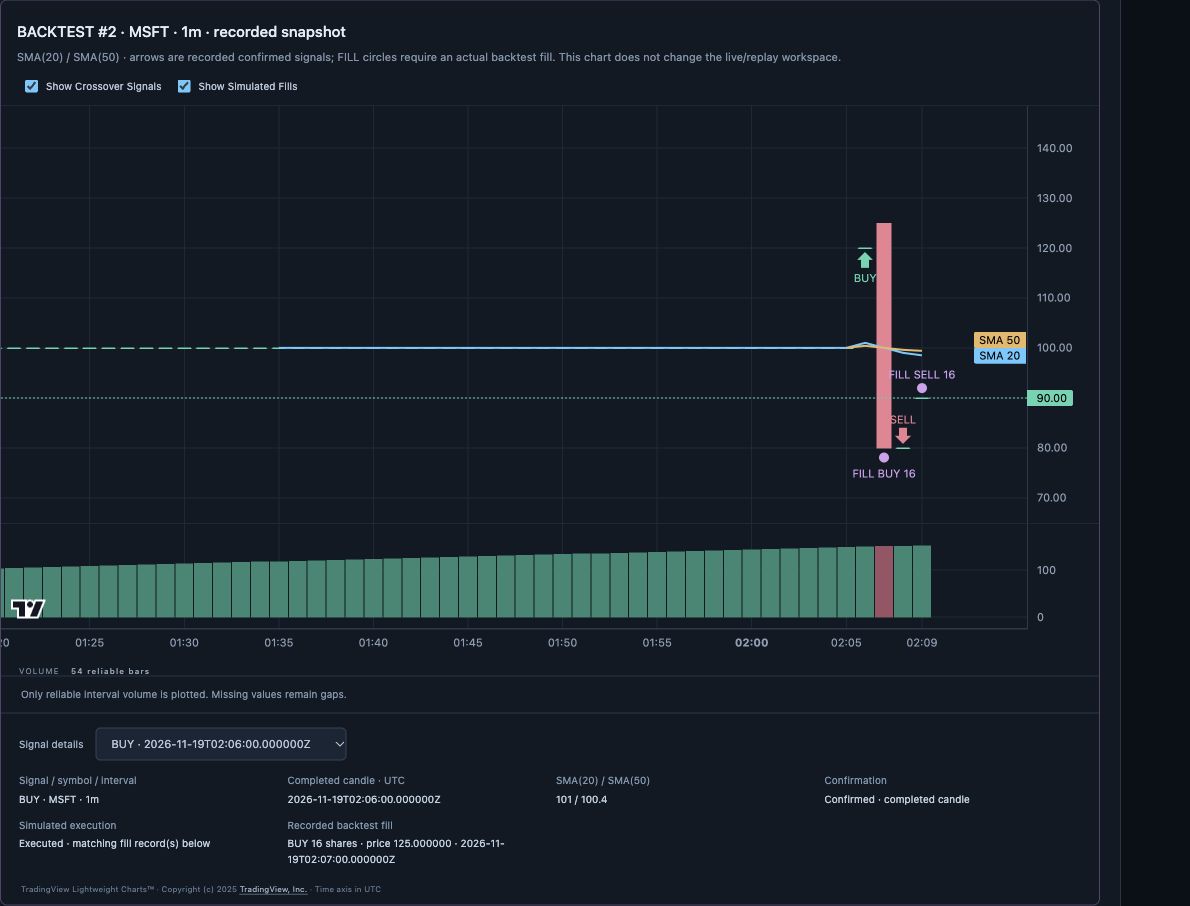 BACKTEST #2 · MSFT · 1m · recorded snapshot
SMA(20) / SMA(50) · arrows are recorded confirmed signals; FILL circles require an actual backtest fill. This chart does not change the live/replay workspace.
Show Crossover Signals Show Simulated Fills
140.00
130.00
120.00
BUY
110.00
SMA 50
100.00
SMA 20
FILL SELL 16
90.00
SELL
80.00
FILL BUY 16
70.00
100
0
20 01:25 01:30 01:35 01:40 01:45 01:50 01:55 02:00 02:05 02:09
VOLUME 54 reliable bars
Only reliable interval volume is plotted. Missing values remain gaps.
Signal details BUY · 2026-11-19T02:06:00.000000Z
Signal / symbol / interval Completed candle · UTC SMA(20) / SMA(50) Confirmation
BUY · MSFT · 1m 2026-11-19T02:06:00.000000Z 101 / 100.4 Confirmed · completed candle
Simulated execution Recorded backtest fill
Executed · matching fill record(s) below BUY 16 shares · price 125.000000 · 2026-11-
19T02:07:00.000000Z
TradingView Lightweight Charts™ · Copyright (c) 2025 TradingView, Inc. · Time axis in UTC